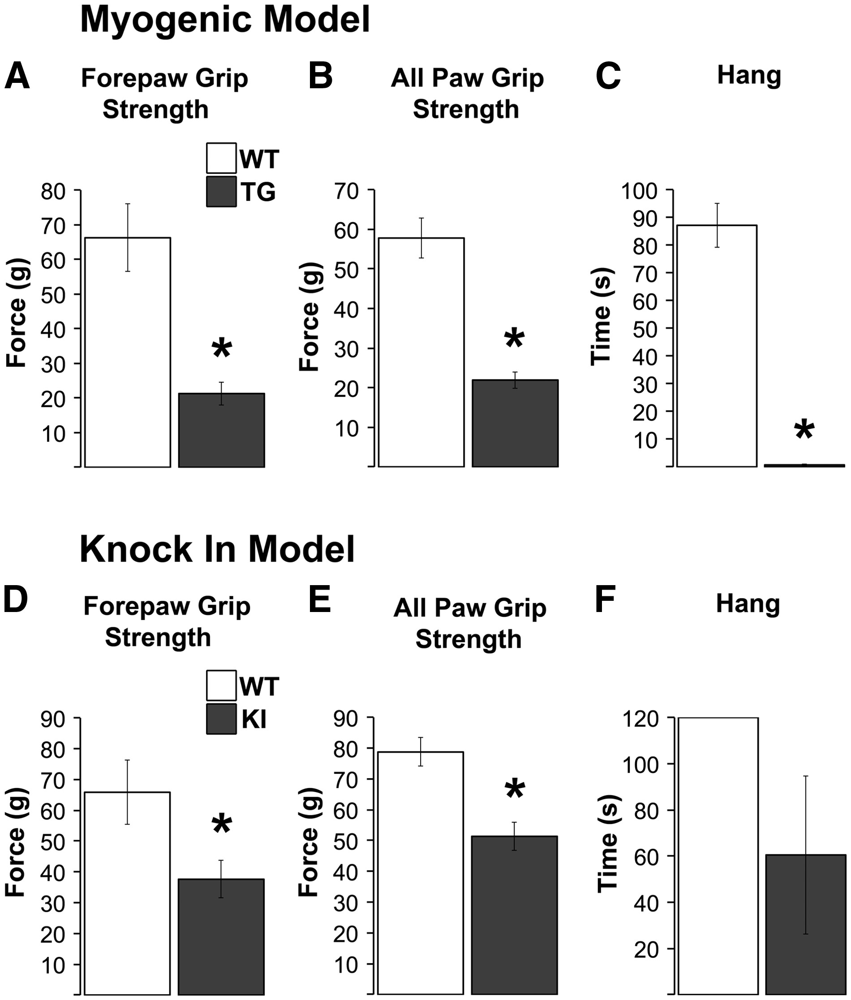 Myogenic Model
A
Forepaw Grip
Strength
WT
TG
Force (g)
80
70
60
50
40
30
20
10
*
B
All Paw Grip
Strength
Force (g)
70
60
50
40
30
20
10
*
C
Hang
Time (s)
100
90
80
70
60
50
40
30
20
10
*
Knock In Model
D
Forepaw Grip
Strength
WT
KI
Force (g)
90
80
70
60
50
40
30
20
10
*
E
All Paw Grip
Strength
Force (g)
90
80
70
60
50
40
30
20
10
*
F
Hang
Time (s)
120
100
80
60
40
20